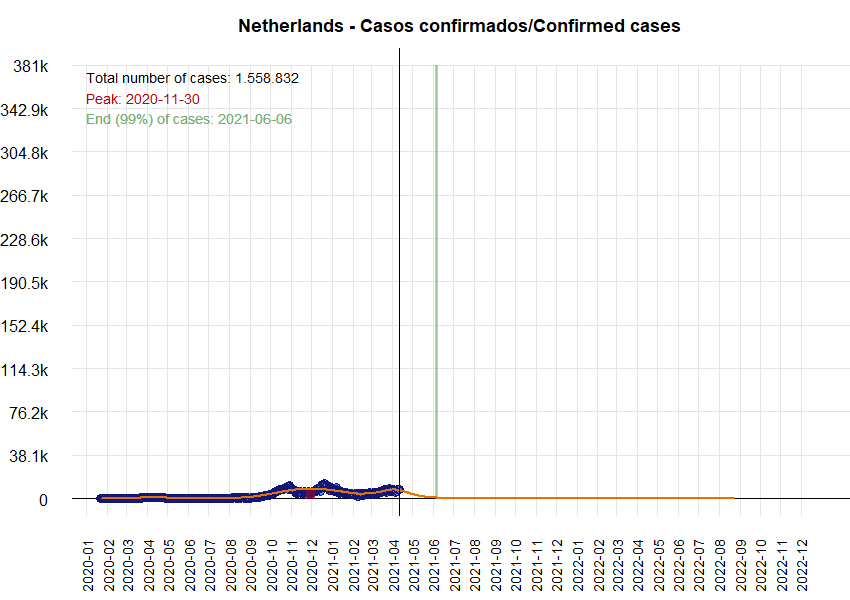 Netherlands - Casos confirmados/Confirmed cases
Total number of cases: 1.558.832
Peak: 2020-11-30
End (99%) of cases: 2021-06-06
381k
342.9k
304.8k
266.7k
228.6k
190.5k
152.4k
114.3k
76.2k
38.1k
0
2020-01
2020-02
2020-03
2020-04
2020-05
2020-06
2020-07
2020-08
2020-09
2020-10
2020-11
2020-12
2021-01
2021-02
2021-03
2021-04
2021-05
2021-06
2021-07
2021-08
2021-09
2021-10
2021-11
2021-12
2022-01
2022-02
2022-03
2022-04
2022-05
2022-06
2022-07
2022-08
2022-09
2022-10
2022-11
2022-12